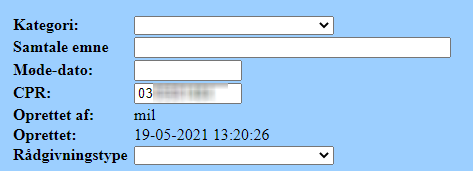 Kategori:
Samtale emne
Møde-dato:
CPR: 03
Oprettet af: mil
Oprettet: 19-05-2021 13:20:26
Rådgivningstype